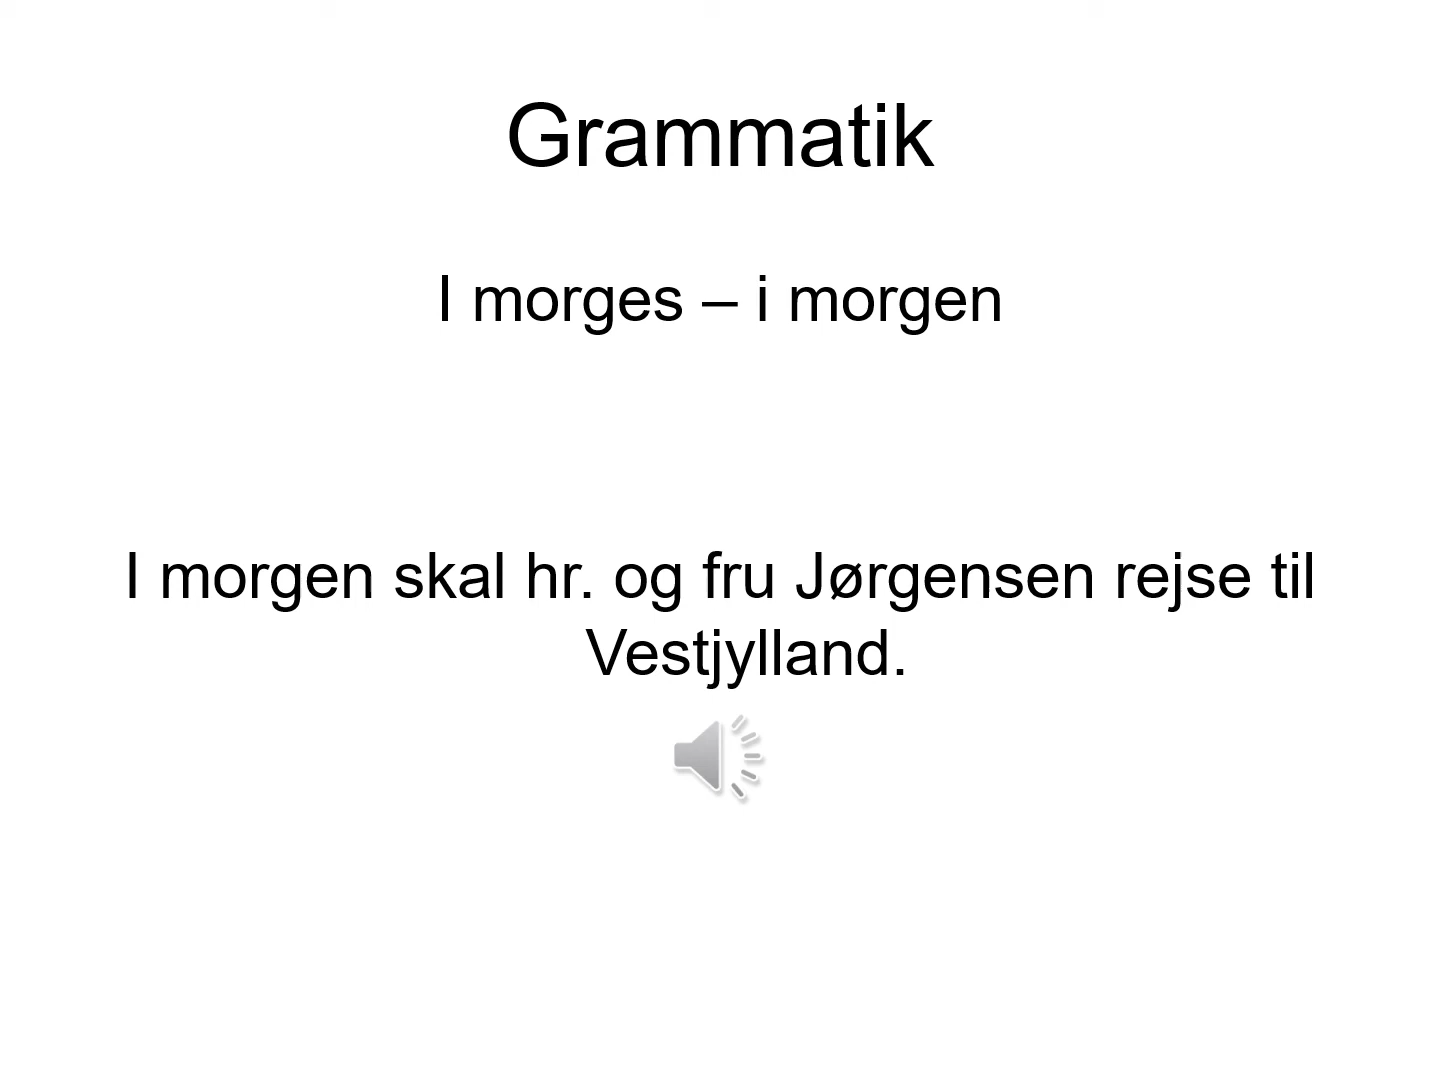 Grammatik
I morges – i morgen
I morgen skal hr. og fru Jørgensen rejse til
Vestjylland.